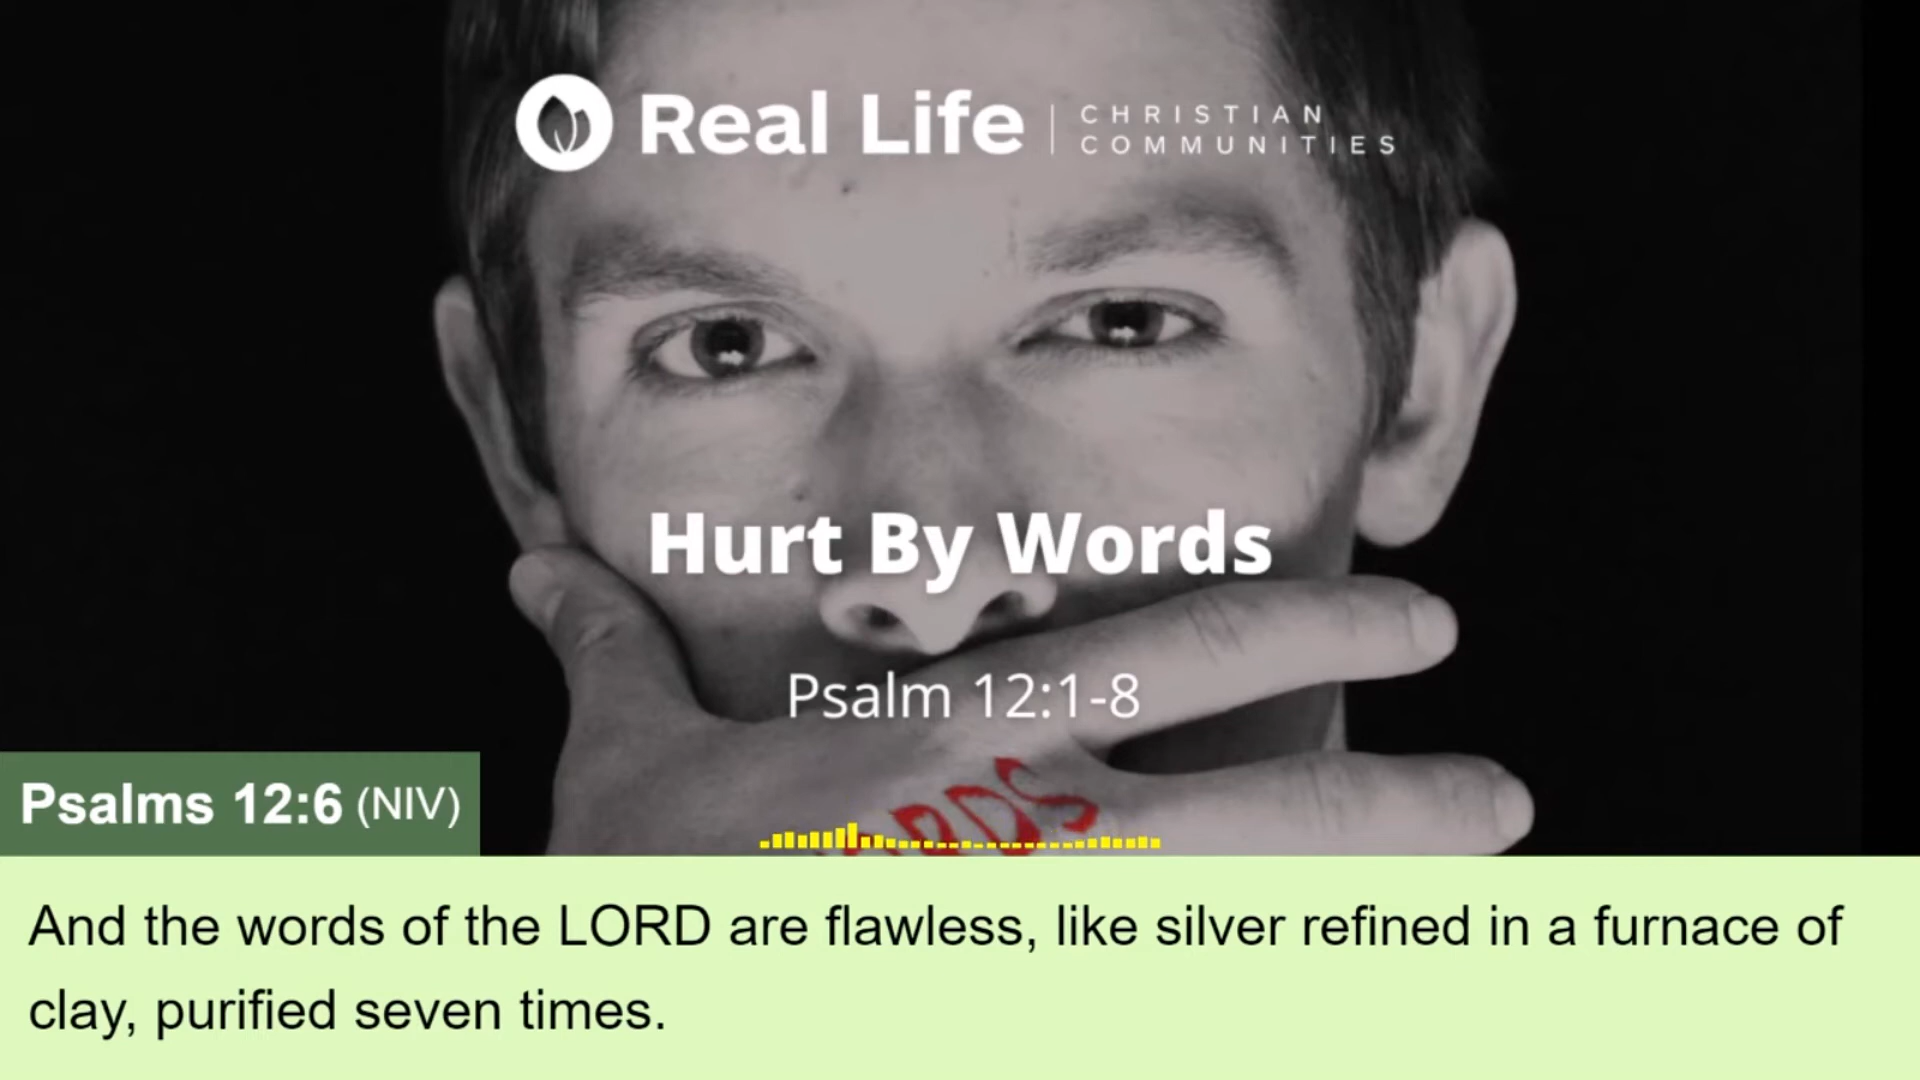 Real Life
CHRISTIAN
COMMUNITIES
Hurt By Words
Psalm 12:1-8
Psalms 12:6 (NIV)
And the words of the LORD are flawless, like silver refined in a furnace of
clay, purified seven times.